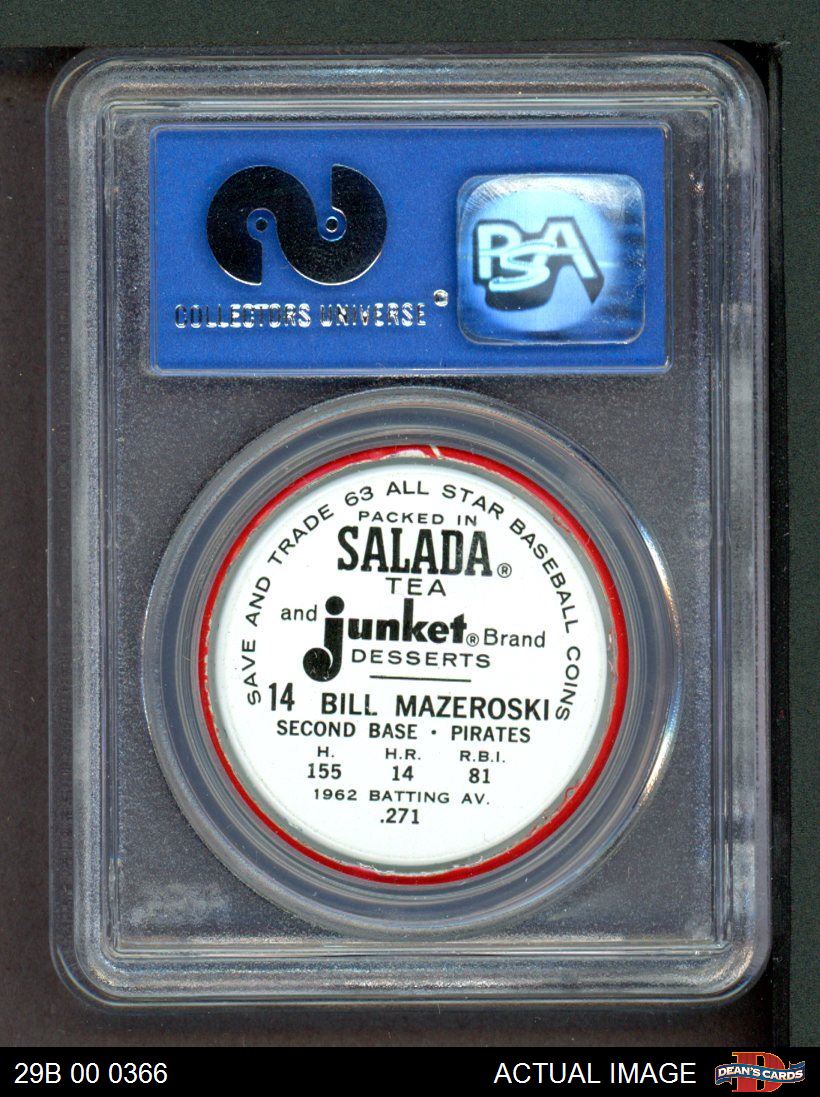 COLLECTORS UNIVERSE
PSA
SAVE AND TRADE 63 ALL STAR BASEBALL COINS
PACKED IN
SALADA®
TEA
and junket® Brand
DESSERTS
14 BILL MAZEROSKI
SECOND BASE • PIRATES
H. H.R. R.B.I.
155 14 81
1962 BATTING AV.
.271
29B 00 0366
ACTUAL IMAGE
D
DEAN'S CARDS